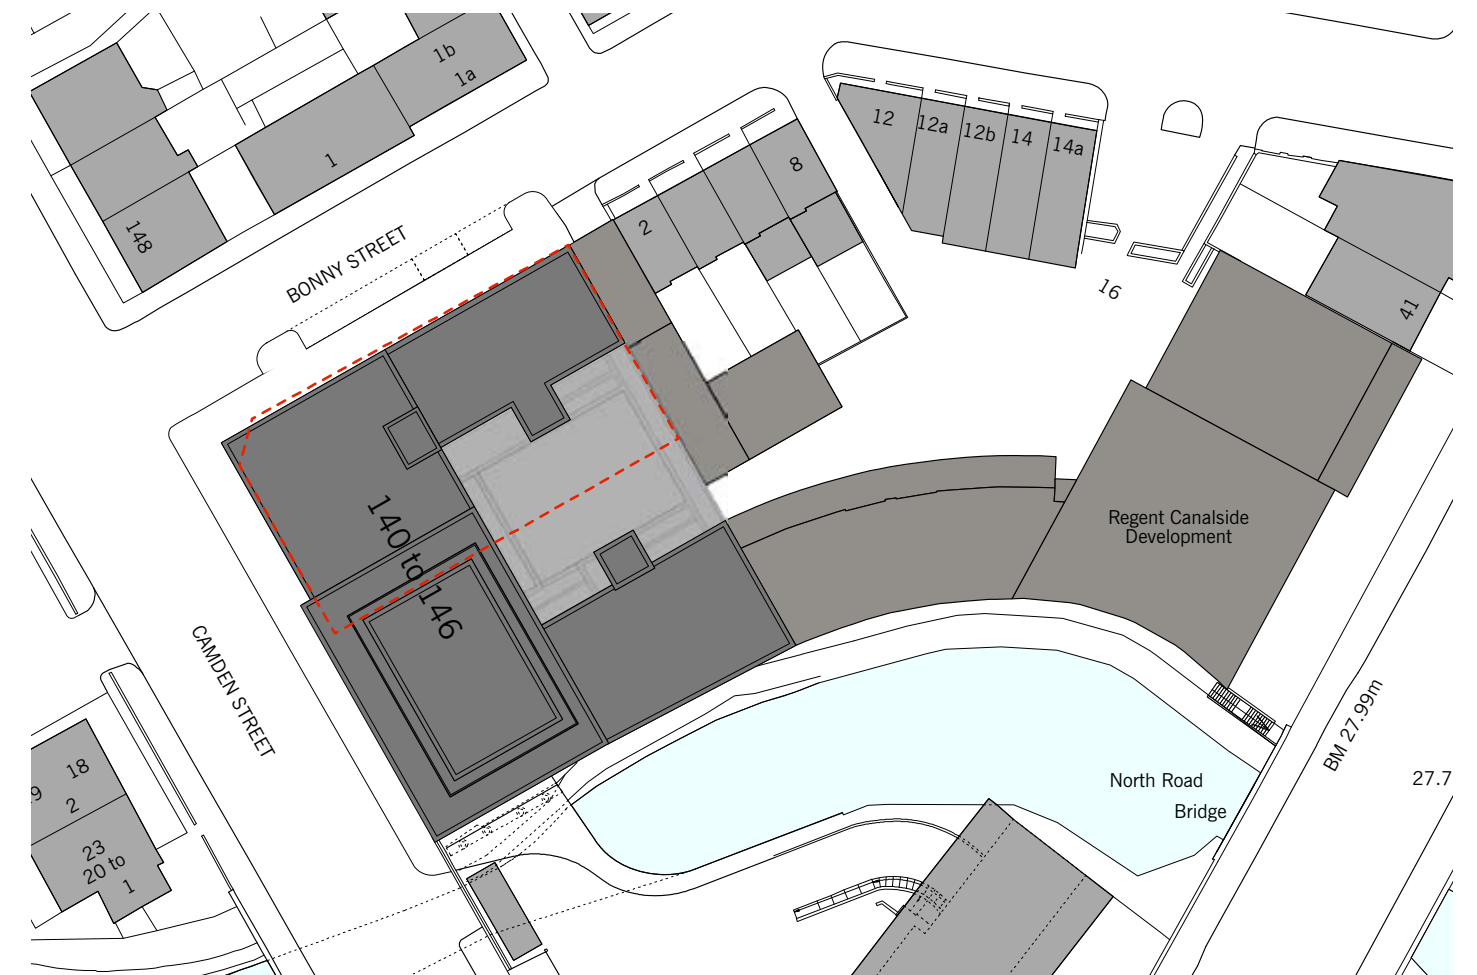 1b
1a
1
148
BONNY STREET
2
8
12
12a
12b
14
14a
16
41
140 to 146
Regent Canalside
Development
CAMDEN STREET
BM 27.99m
27.7
North Road
Bridge
18
9
2
23
20 to
1